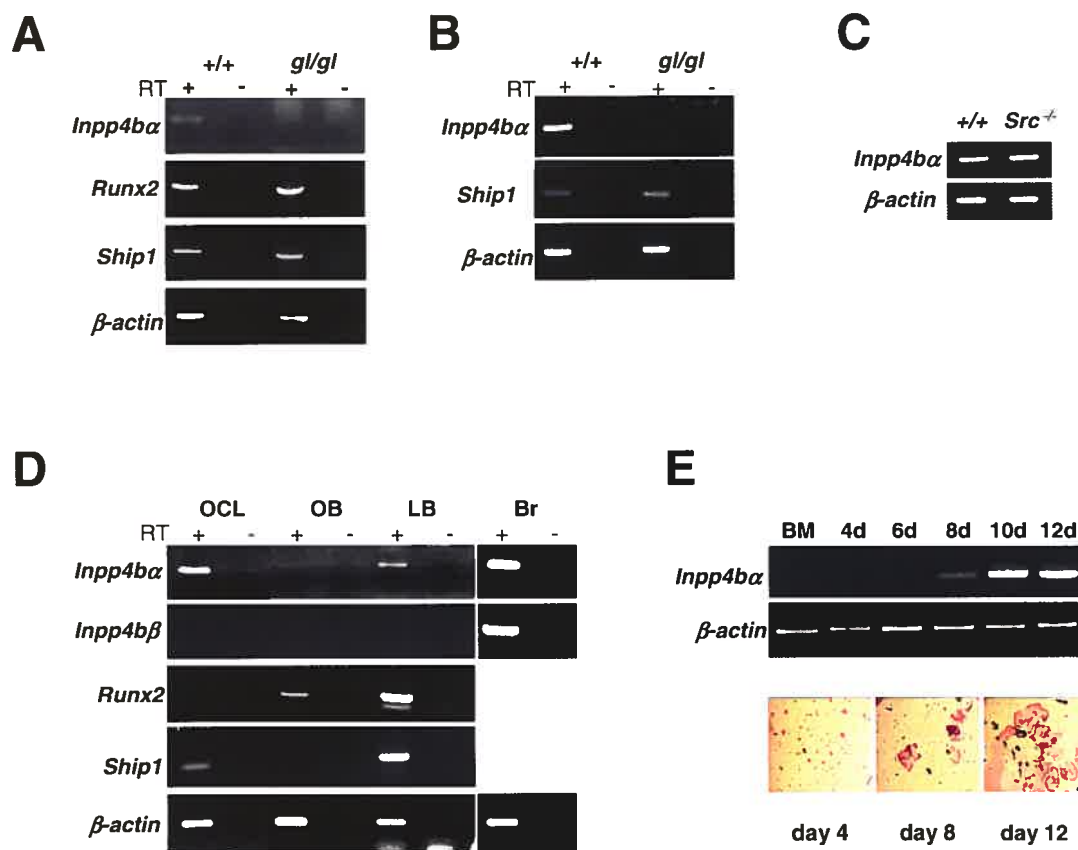 A
+/+ gl/gl
RT + - + -
Inpp4bα
Runx2
Ship1
β-actin
B
+/+ gl/gl
RT + - + -
Inpp4bα
Ship1
β-actin
C
+/+ Src -/-
Inpp4bα
β-actin
D
OCL OB LB Br
RT + - + - + - + -
Inpp4bα
Inpp4bβ
Runx2
Ship1
β-actin
E
BM 4d 6d 8d 10d 12d
Inpp4bα
β-actin
day 4 day 8 day 12